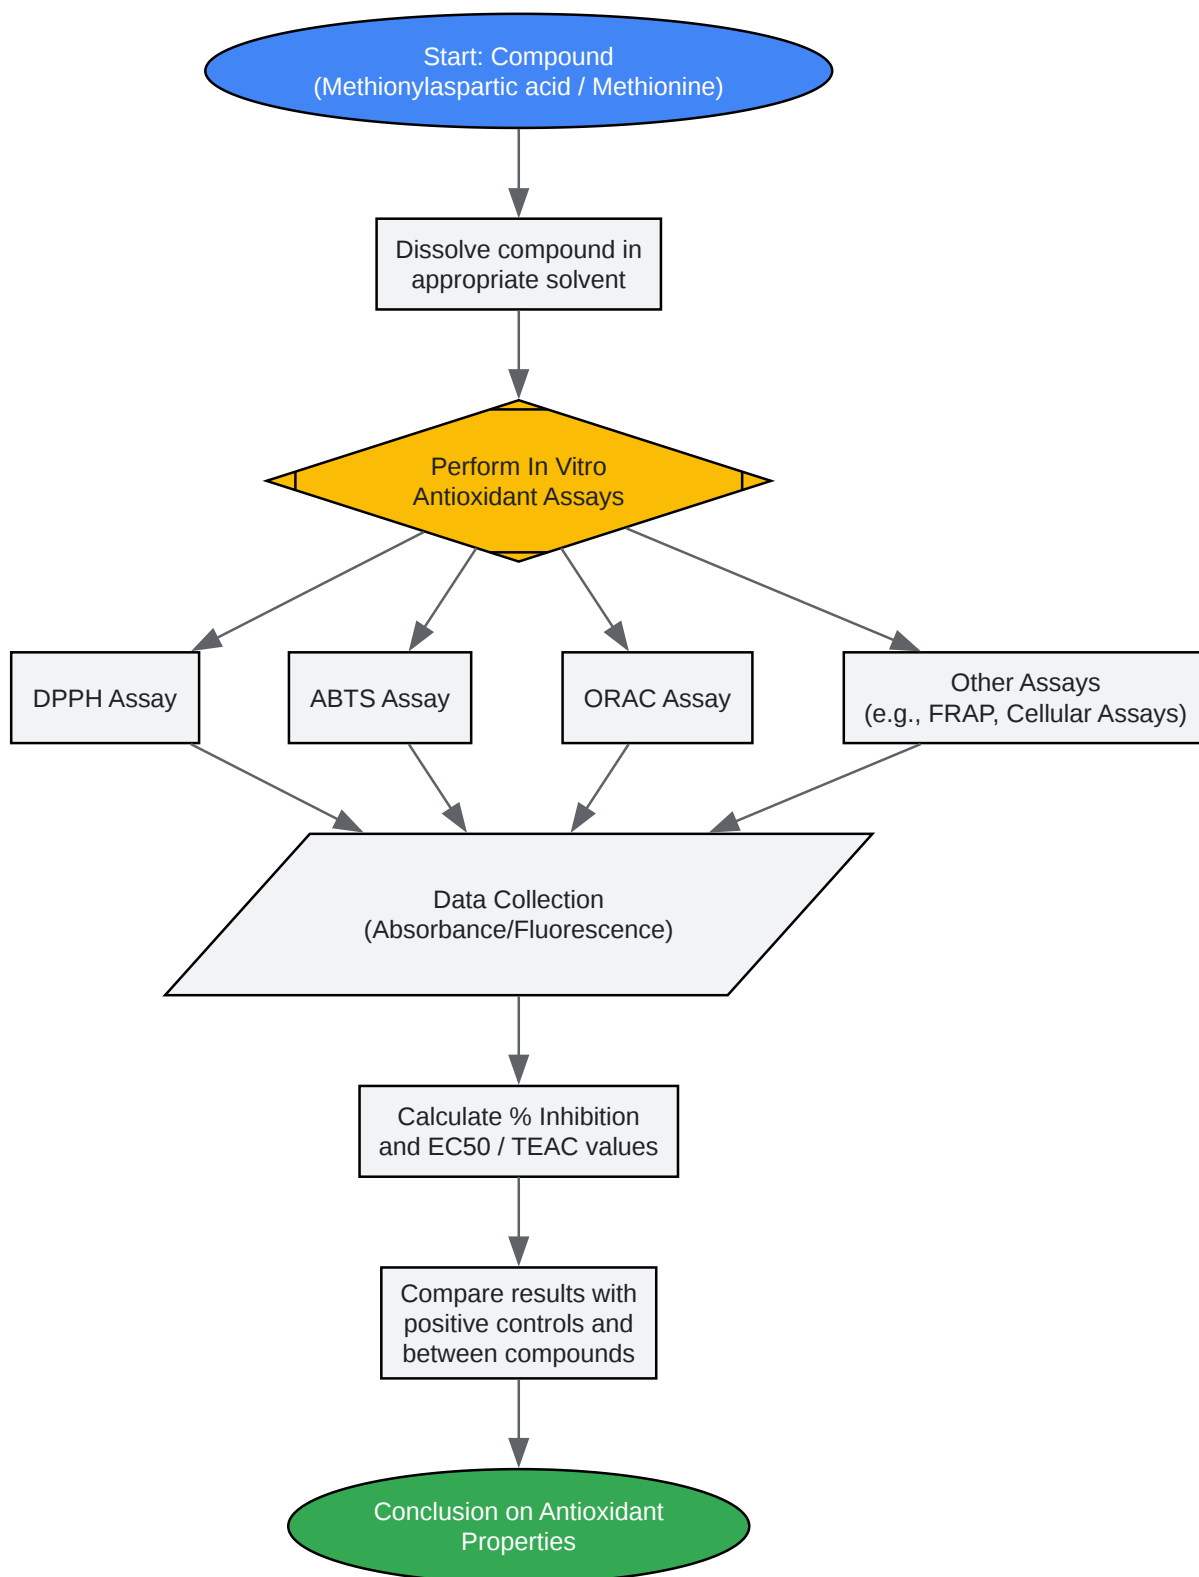 Start: Compound
(Methionylaspartic acid / Methionine)
Dissolve compound in
appropriate solvent
Perform In Vitro
Antioxidant Assays
DPPH Assay
ABTS Assay
ORAC Assay
Other Assays
(e.g., FRAP, Cellular Assays)
Data Collection
(Absorbance/Fluorescence)
Calculate % Inhibition
and EC50 / TEAC values
Compare results with
positive controls and
between compounds
Conclusion on Antioxidant
Properties